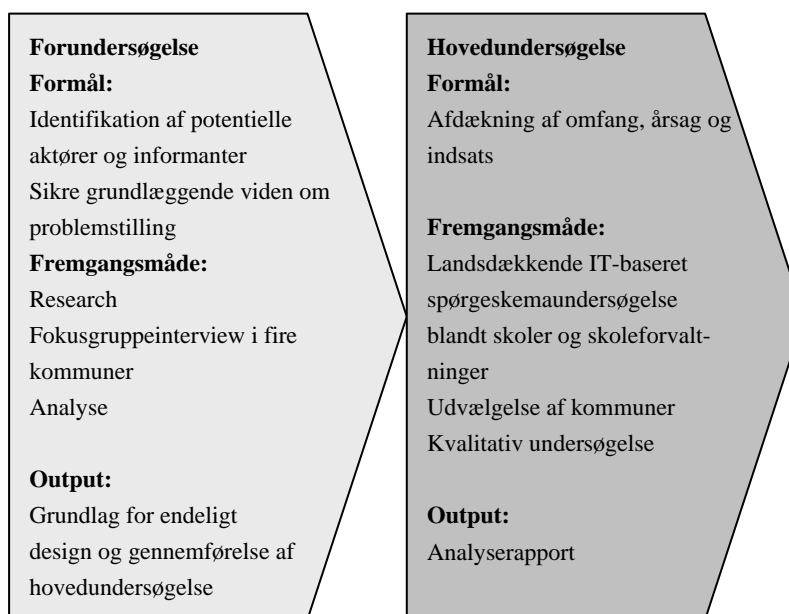 Forundersøgelse
Formål:
Identifikation af potentielle
aktører og informanter
Sikre grundlæggende viden om
problemstilling
Fremgangsmåde:
Research
Fokusgruppeinterview i fire
kommuner
Analyse
Output:
Grundlag for endeligt
design og gennemførelse af
hovedundersøgelse
Hovedundersøgelse
Formål:
Afdækning af omfang, årsag og
indsats
Fremgangsmåde:
Landsdækkende IT-baseret
spørgeskemaundersøgelse
blandt skoler og skoleforvalt-
ninger
Udvælgelse af kommuner
Kvalitativ undersøgelse
Output:
Analyserapport